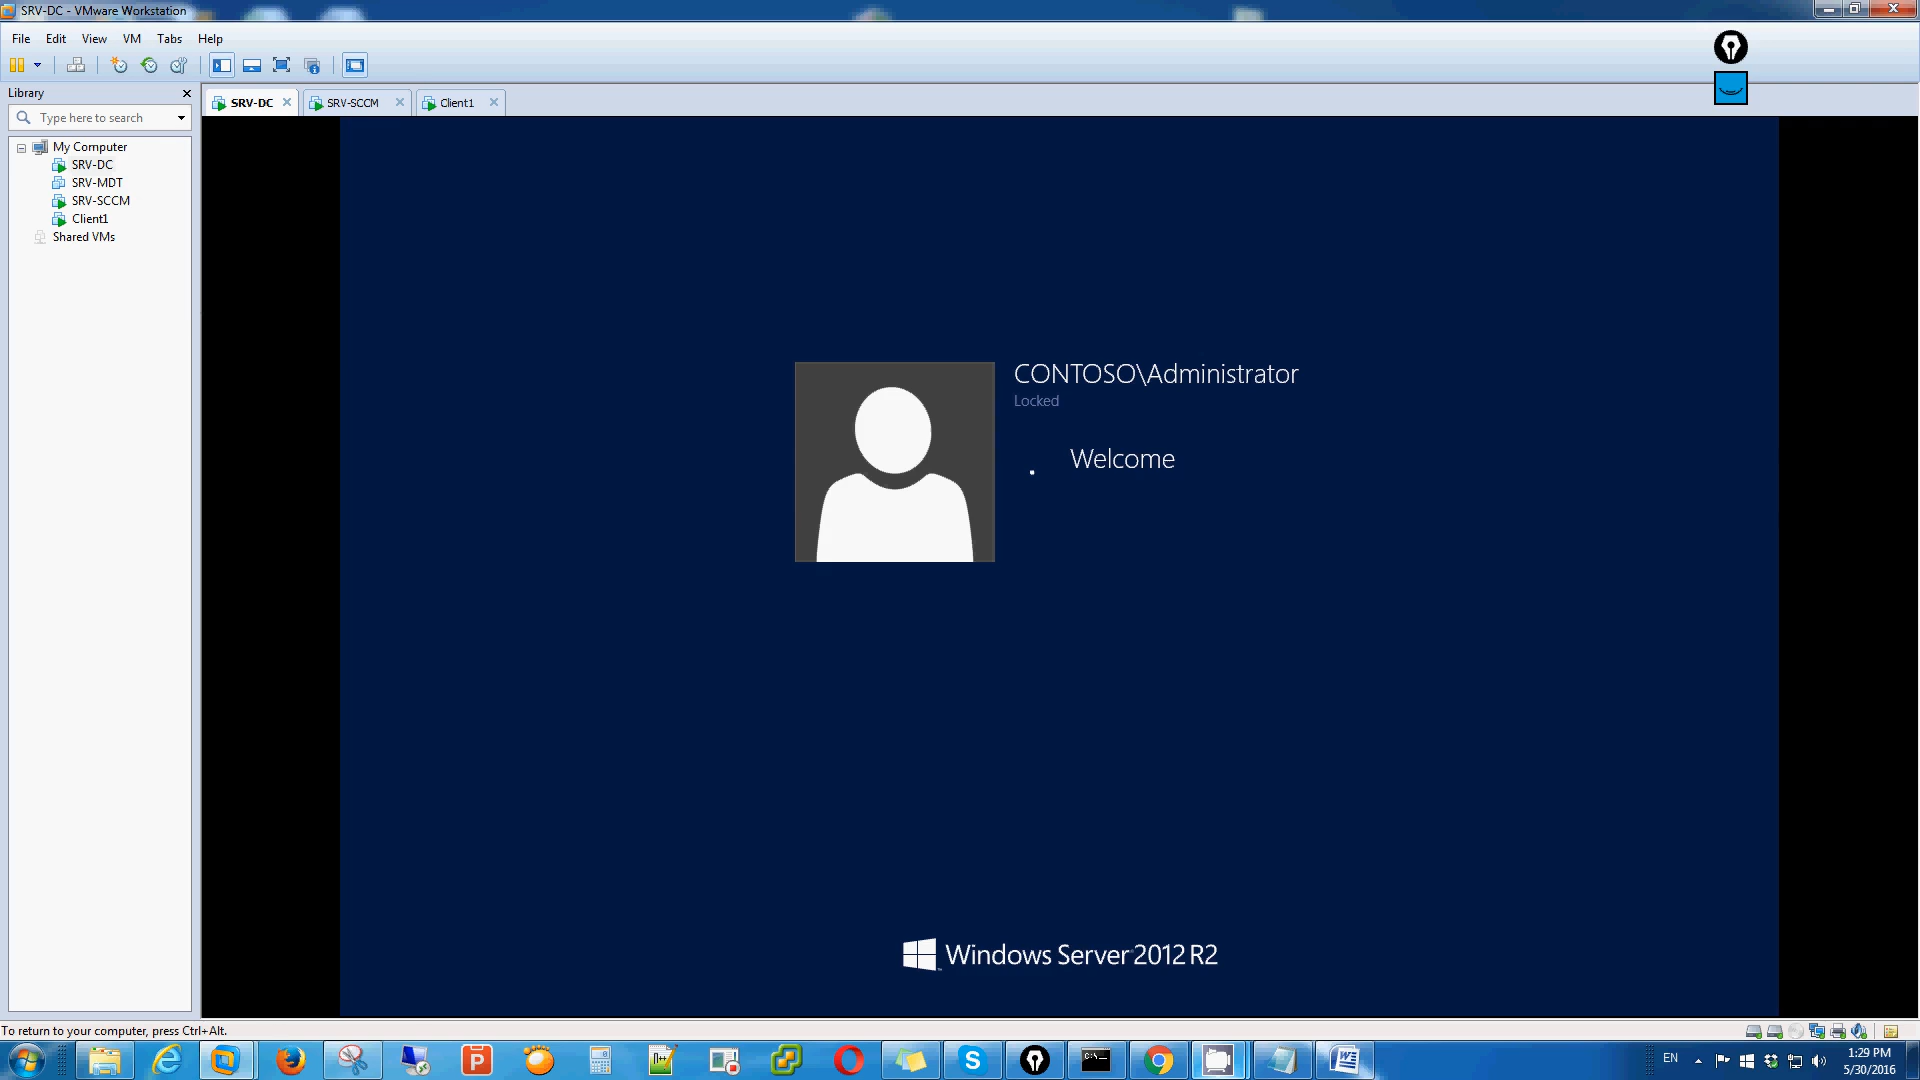 SRV-DC - VMware Workstation
File Edit View VM Tabs Help
Library
Type here to search
My Computer
SRV-DC
SRV-MDT
SRV-SCCM
Client1
Shared VMs
SRV-DC SRV-SCCM Client1
CONTOSO\Administrator
Locked
Welcome
Windows Server 2012 R2
To return to your computer, press Ctrl+Alt.
EN
1:29 PM
5/30/2016